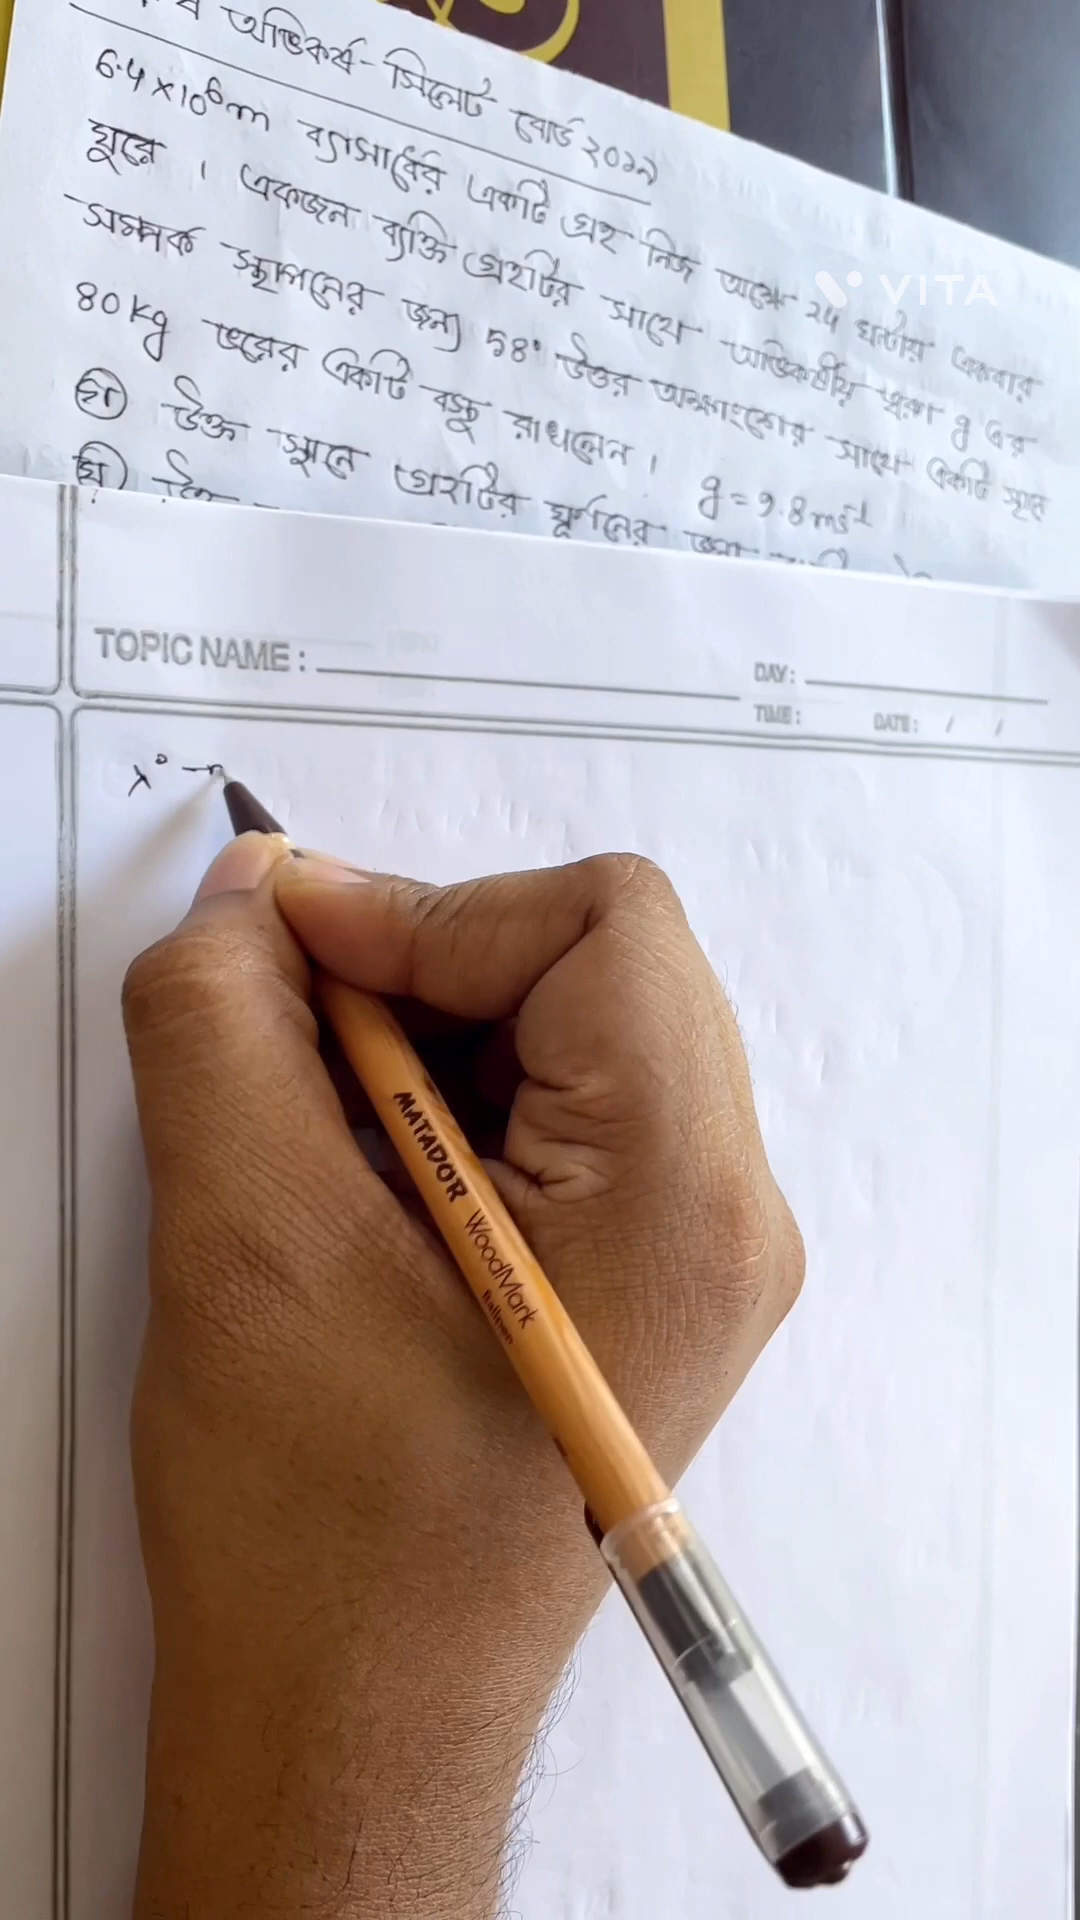 অভিকর্ষ - সিলেট বোর্ড ২০১৯
6.4×10⁶m ব্যাসার্ধের একটি গ্রহ নিজ অক্ষে 24 ঘন্টায় একবার
ঘুরে । একজন ব্যক্তি গ্রহটির সাথে অভিকর্ষীয় ত্বরণ g এর
সম্পর্ক স্থাপনের জন্য 58° উত্তর অক্ষাংশের সাথে একটি স্থানে
80kg ভরের একটি বস্তু রাখলেন । g = 9.8ms⁻¹
গ) উক্ত স্থানে গ্রহটির ঘূর্ণনের জন্য
ঘ)
VITA
TOPIC NAME :
DAY :
TIME :
DATE : / /
λ°
MATADOR WoodMark
Ballpen